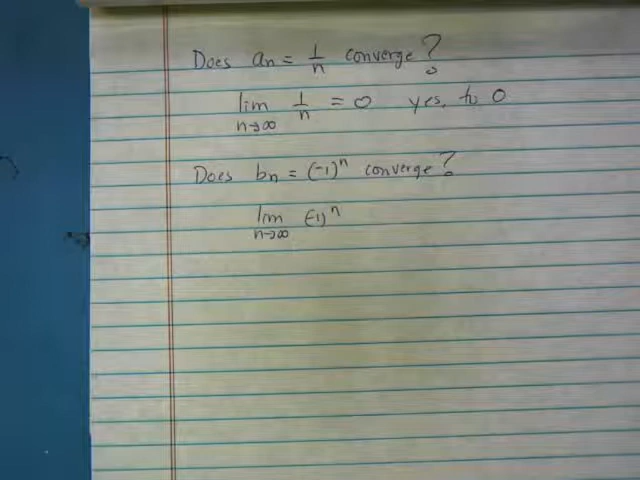 Does aₙ = 1/n converge?
lim n→∞ 1/n = 0 yes, to 0
Does bₙ = (-1)ⁿ converge?
lim n→∞ (-1)ⁿ